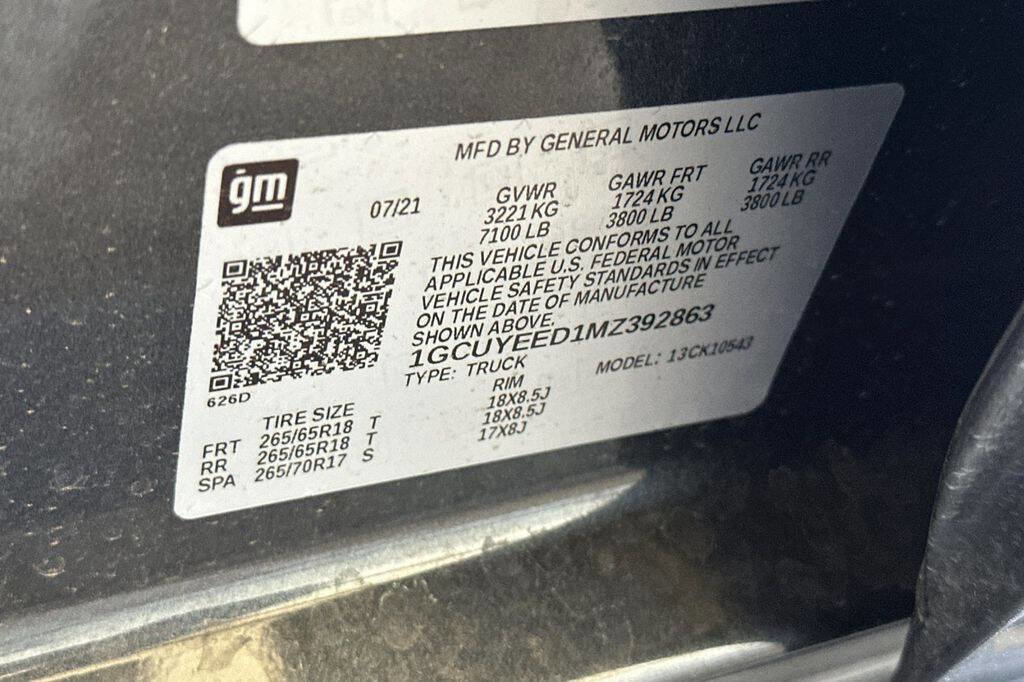 MFD BY GENERAL MOTORS LLC
gm
07/21
GVWR GAWR FRT GAWR RR
3221 KG 1724 KG 1724 KG
7100 LB 3800 LB 3800 LB
THIS VEHICLE CONFORMS TO ALL
APPLICABLE U.S. FEDERAL MOTOR
VEHICLE SAFETY STANDARDS IN EFFECT
ON THE DATE OF MANUFACTURE
SHOWN ABOVE.
1GCUYEED1MZ392863
TYPE: TRUCK MODEL: 13CK10543
626D
TIRE SIZE RIM
FRT 265/65R18 T 18X8.5J
RR 265/65R18 T 18X8.5J
SPA 265/70R17 S 17X8J